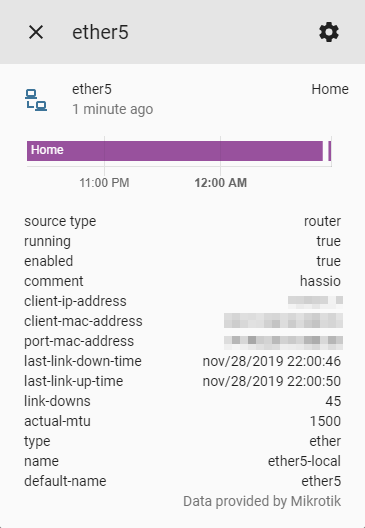 ether5
ether5 Home
1 minute ago
Home
11:00 PM 12:00 AM
source type router
running true
enabled true
comment hassio
client-ip-address
client-mac-address
port-mac-address
last-link-down-time nov/28/2019 22:00:46
last-link-up-time nov/28/2019 22:00:50
link-downs 45
actual-mtu 1500
type ether
name ether5-local
default-name ether5
Data provided by Mikrotik